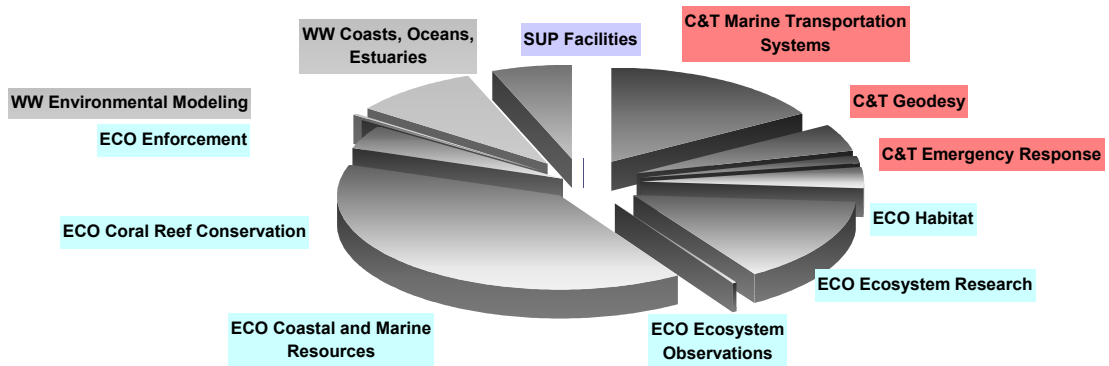 WW Coasts, Oceans,
Estuaries
SUP Facilities
C&T Marine Transportation
Systems
WW Environmental Modeling
C&T Geodesy
ECO Enforcement
C&T Emergency Response
ECO Coral Reef Conservation
ECO Habitat
ECO Ecosystem Research
ECO Coastal and Marine
Resources
ECO Ecosystem
Observations